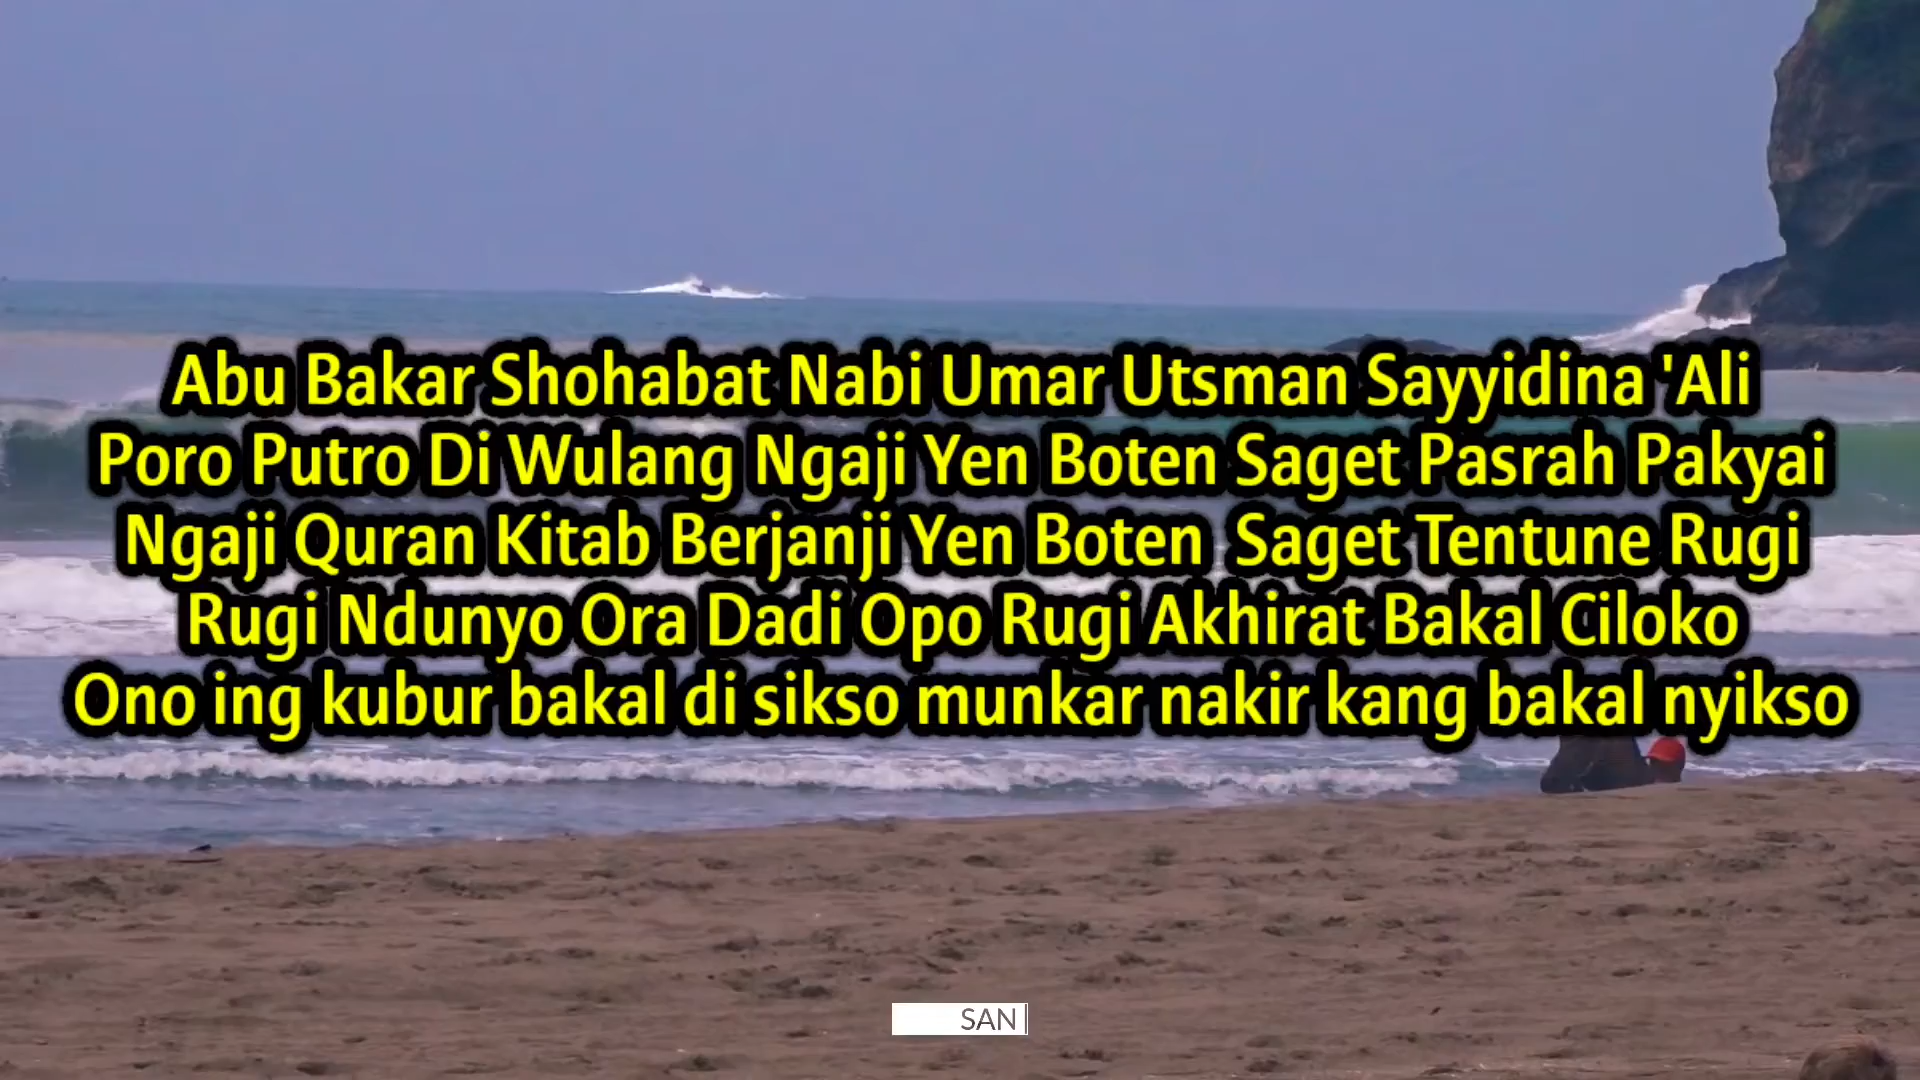 Abu Bakar Shohabat Nabi Umar Utsman Sayyidina 'Ali
Poro Putro Di Wulang Ngaji Yen Boten Saget Pasrah Pakyai
Ngaji Quran Kitab Berjanji Yen Boten  Saget Tentune Rugi
Rugi Ndunyo Ora Dadi Opo Rugi Akhirat Bakal Ciloko
Ono ing kubur bakal di sikso munkar nakir kang bakal nyikso
SAN